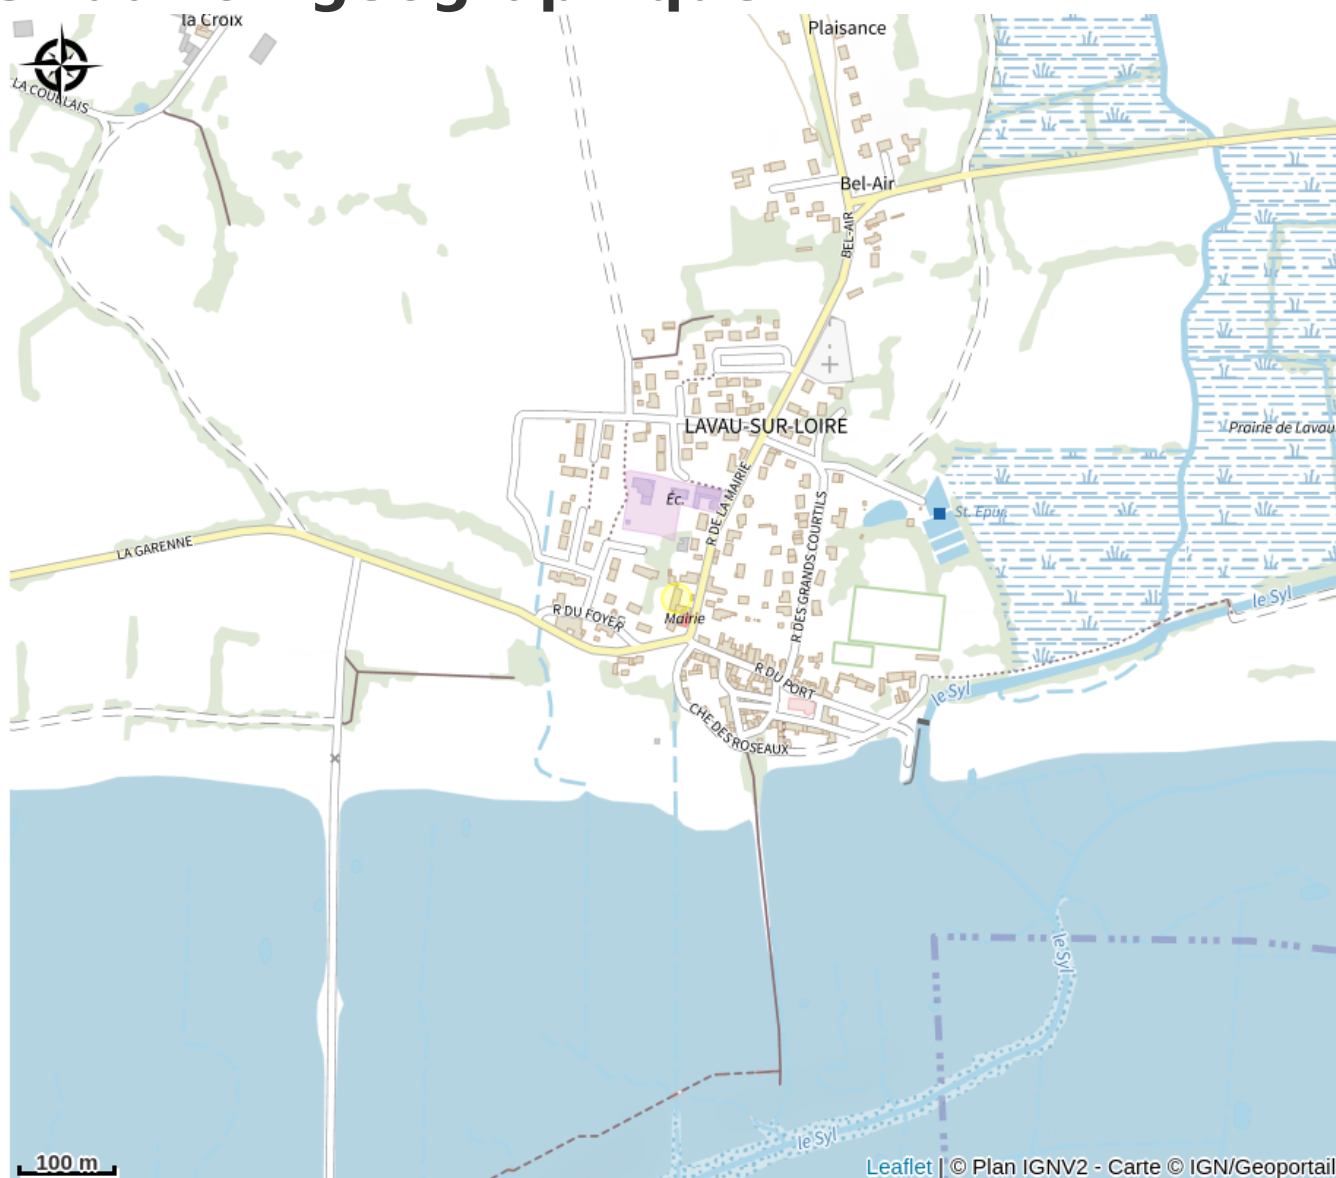 la Croix
Plaisance
LA COULLAIS
Bel-Air
BEL-AIR
LAVAU-SUR-LOIRE
Prairie de Lavau
Éc.
R DE LA MAIRIE
R DES GRANDS COURTILS
St. Epur.
LA GARENNE
le Syl
R DU FOYER
Mairie
R DU PORT
le Syl
CHE DES ROSEAUX
le Syl
le Syl
100 m
Leaflet | © Plan IGNV2 - Carte © IGN/Geoportail